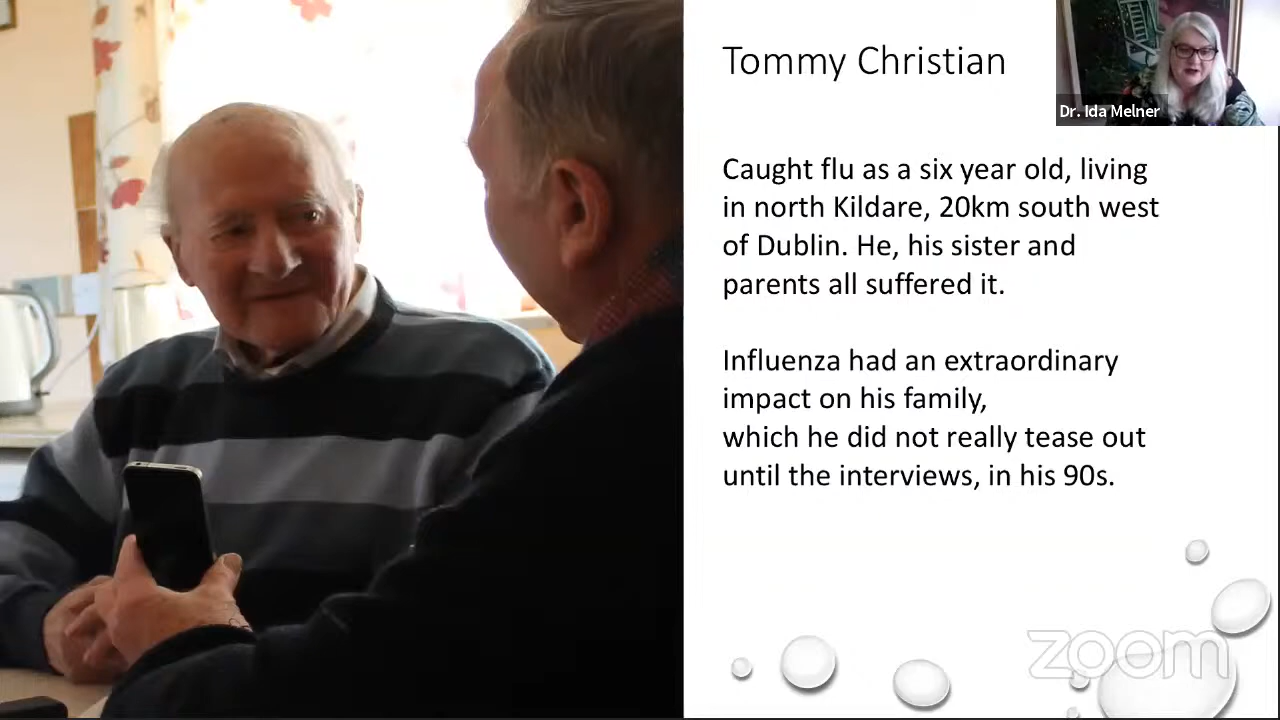 Tommy Christian
Dr. Ida Melner
Caught flu as a six year old, living
in north Kildare, 20km south west
of Dublin. He, his sister and
parents all suffered it.
Influenza had an extraordinary
impact on his family,
which he did not really tease out
until the interviews, in his 90s.
zoom